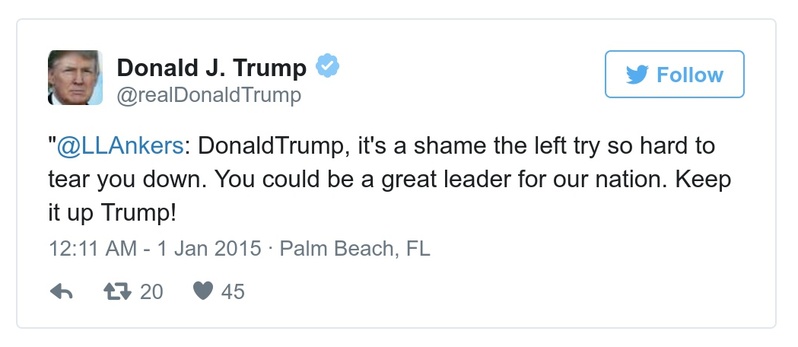 Donald J. Trump
@realDonaldTrump
Follow
"@LLAnkers: DonaldTrump, it's a shame the left try so hard to
tear you down. You could be a great leader for our nation. Keep
it up Trump!
12:11 AM - 1 Jan 2015 · Palm Beach, FL
20 45